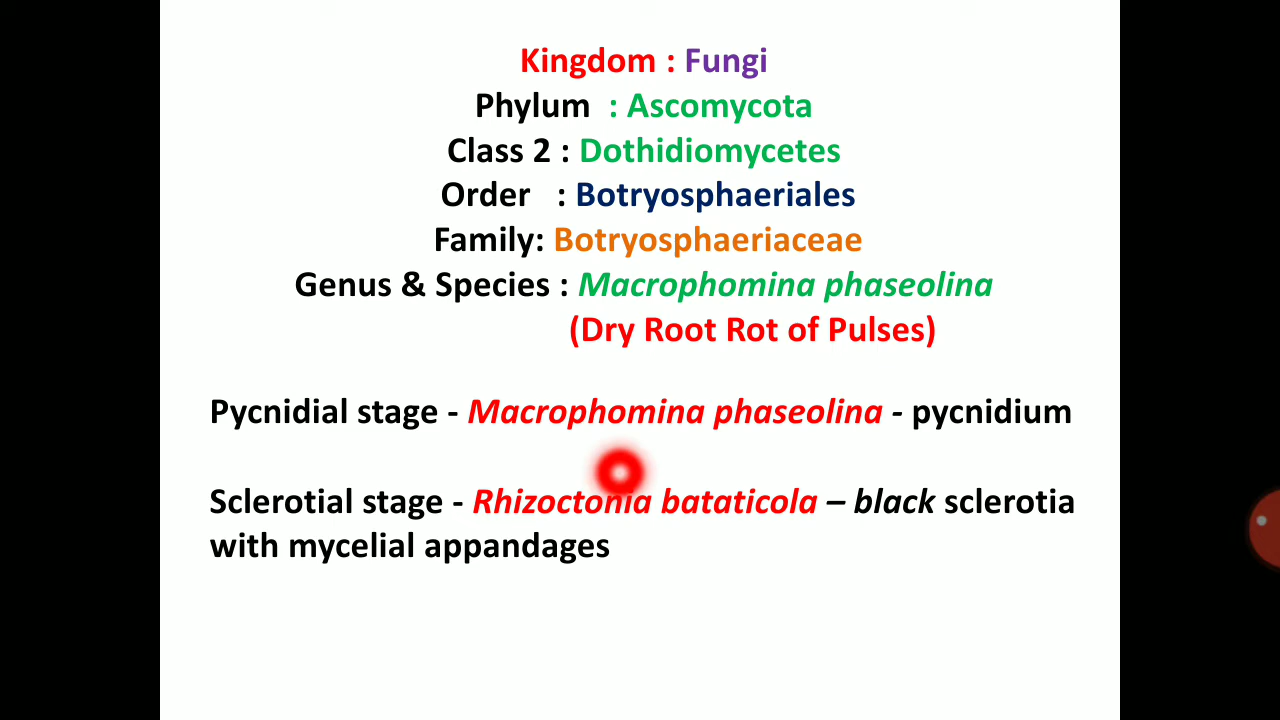 Kingdom : Fungi
Phylum : Ascomycota
Class 2 : Dothidiomycetes
Order : Botryosphaeriales
Family: Botryosphaeriaceae
Genus & Species : Macrophomina phaseolina
(Dry Root Rot of Pulses)
Pycnidial stage - Macrophomina phaseolina - pycnidium
Sclerotial stage - Rhizoctonia bataticola – black sclerotia
with mycelial appandages